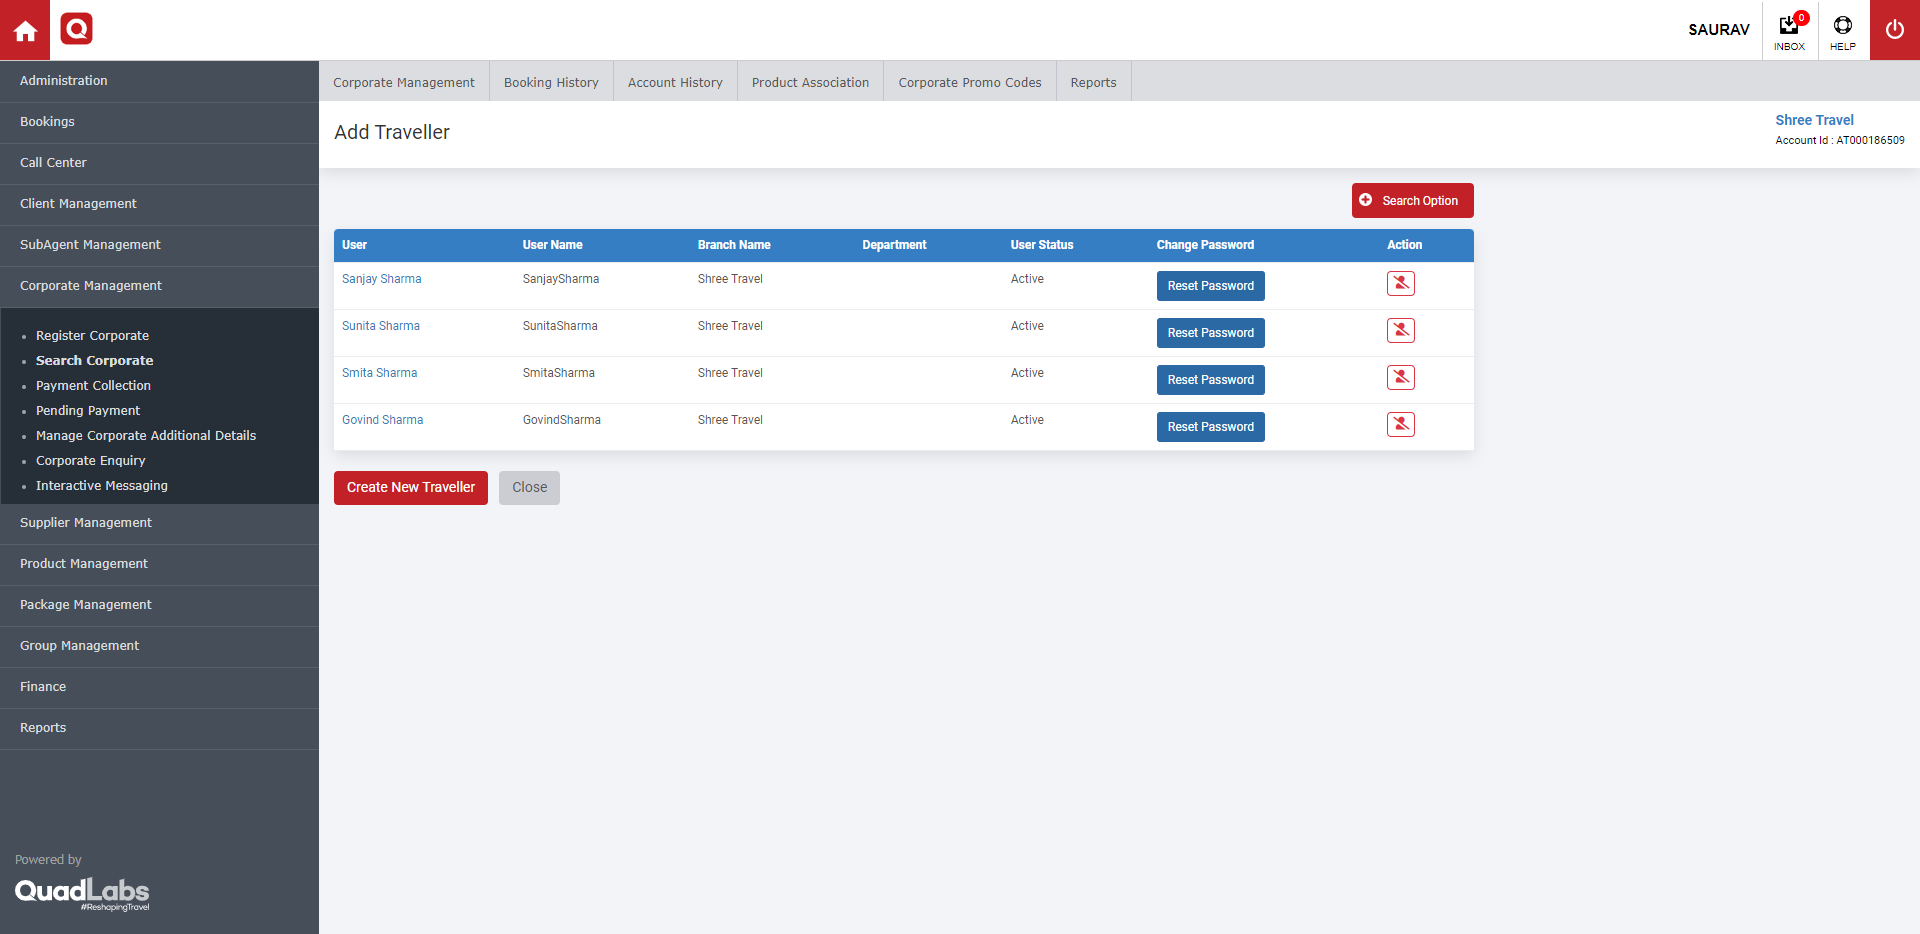 SAURAV
0
INBOX
HELP
Administration
Bookings
Call Center
Client Management
SubAgent Management
Corporate Management
Register Corporate
Search Corporate
Payment Collection
Pending Payment
Manage Corporate Additional Details
Corporate Enquiry
Interactive Messaging
Supplier Management
Product Management
Package Management
Group Management
Finance
Reports
Powered by
QuadLabs
#ReshapingTravel
Corporate Management Booking History Account History Product Association Corporate Promo Codes Reports
Add Traveller
Shree Travel
Account Id : AT000186509
Search Option
User User Name Branch Name Department User Status Change Password Action
Sanjay Sharma SanjaySharma Shree Travel Active Reset Password
Sunita Sharma SunitaSharma Shree Travel Active Reset Password
Smita Sharma SmitaSharma Shree Travel Active Reset Password
Govind Sharma GovindSharma Shree Travel Active Reset Password
Create New Traveller Close